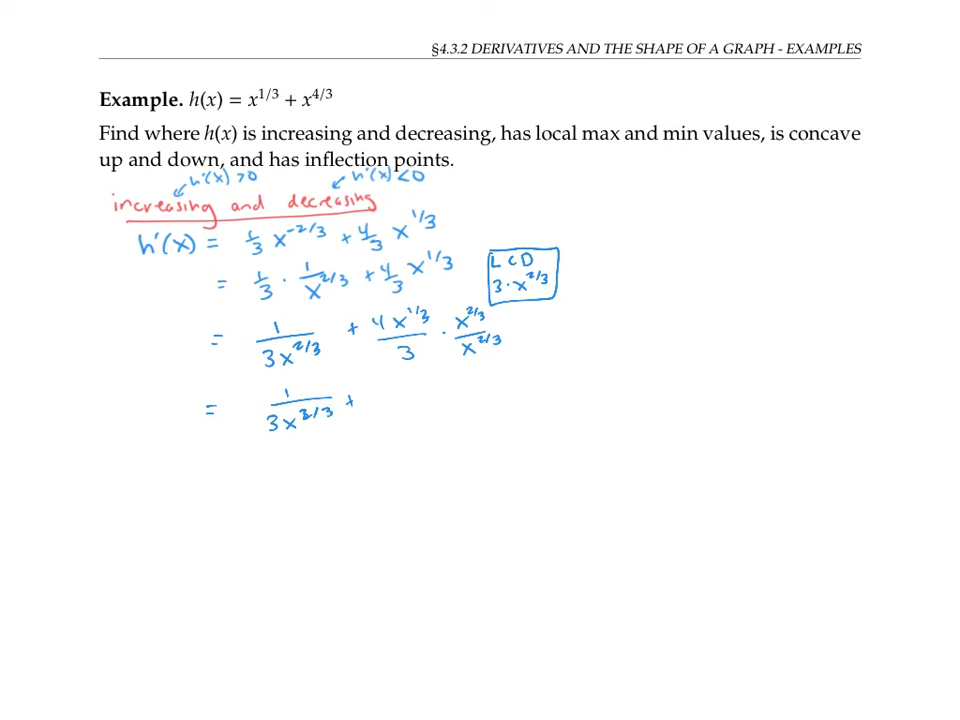 §4.3.2 DERIVATIVES AND THE SHAPE OF A GRAPH - EXAMPLES
Example. h(x) = x^{1/3} + x^{4/3}
Find where h(x) is increasing and decreasing, has local max and min values, is concave
up and down, and has inflection points.
h'(x) > 0 h'(x) < 0
increasing and decreasing
h'(x) = 1/3 x^{-2/3} + 4/3 x^{1/3}
= 1/3 · 1/x^{2/3} + 4/3 x^{1/3}
LCD
3 · x^{2/3}
= 1/(3x^{2/3}) + 4x^{1/3}/3 · x^{2/3}/x^{2/3}
= 1/(3x^{2/3}) +